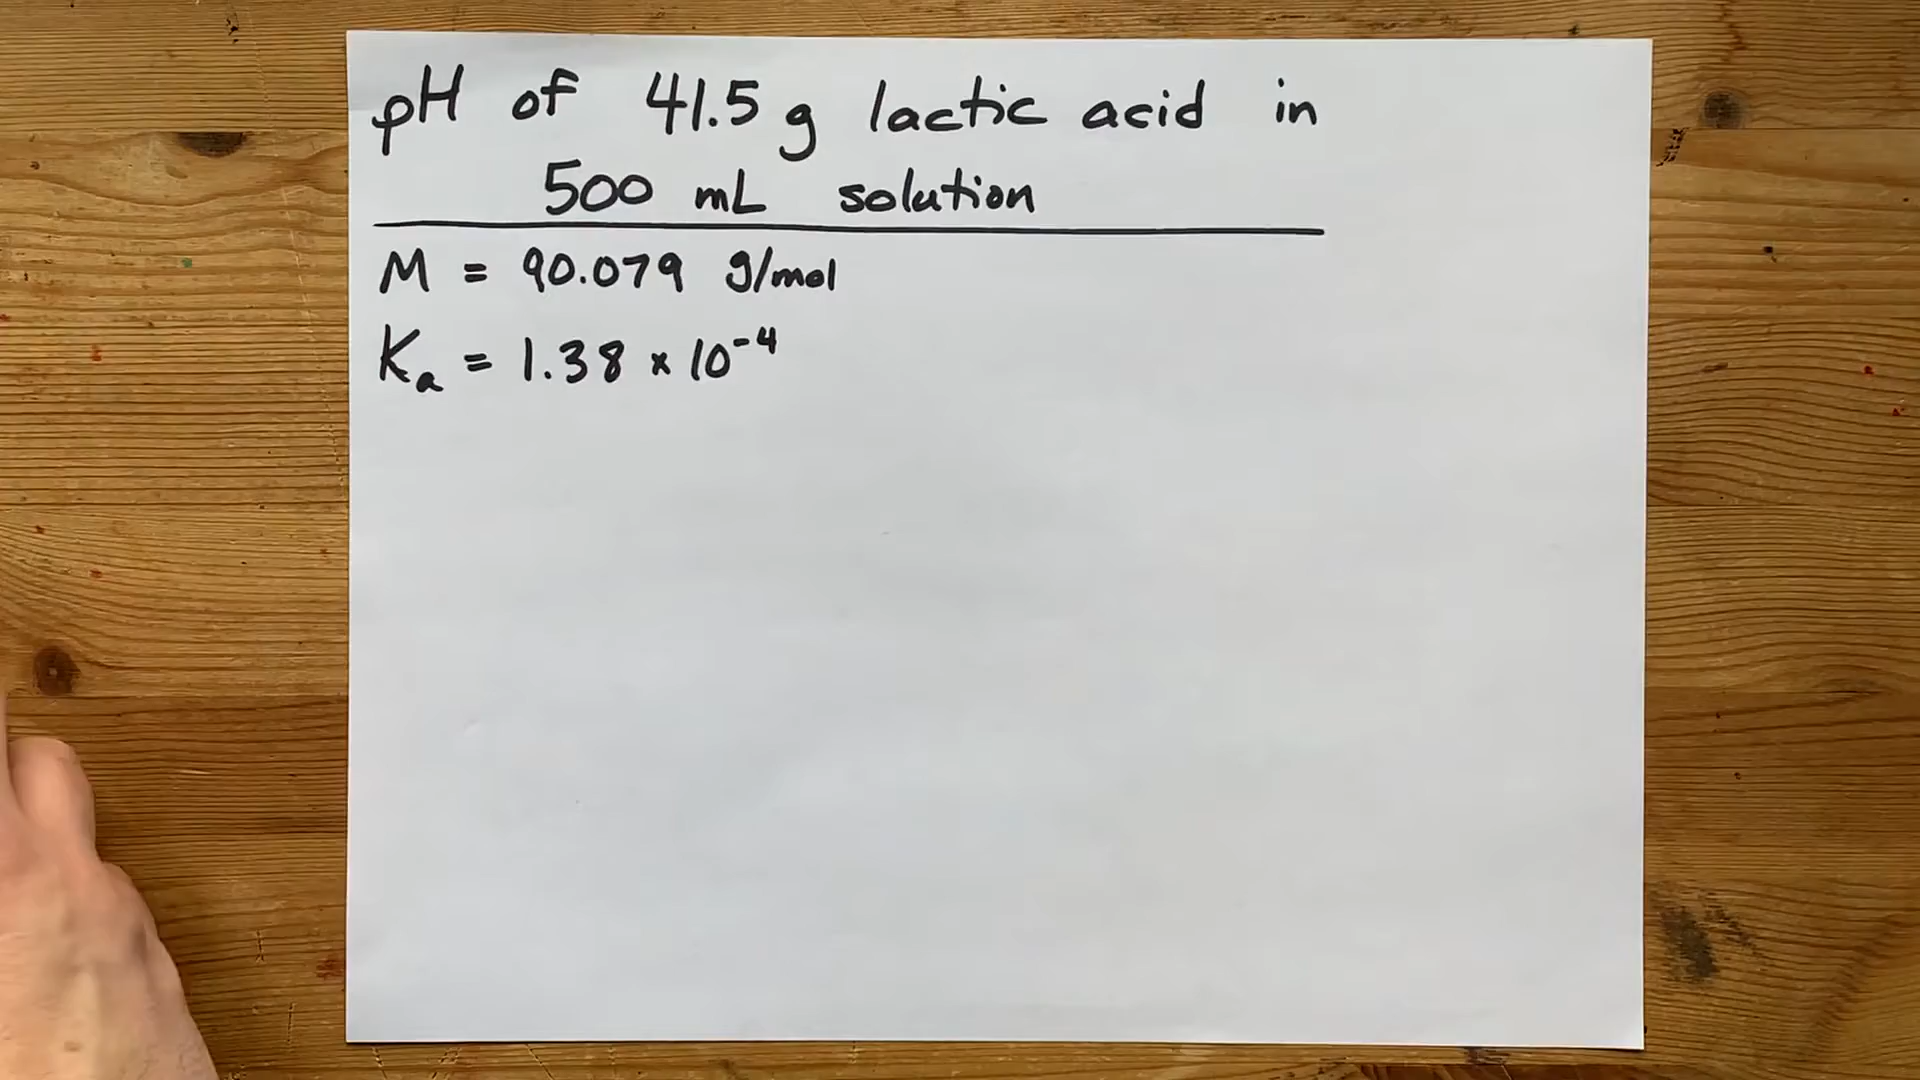 pH of 41.5 g lactic acid in
500 mL solution
M = 90.079 g/mol
Kₐ = 1.38 × 10⁻⁴